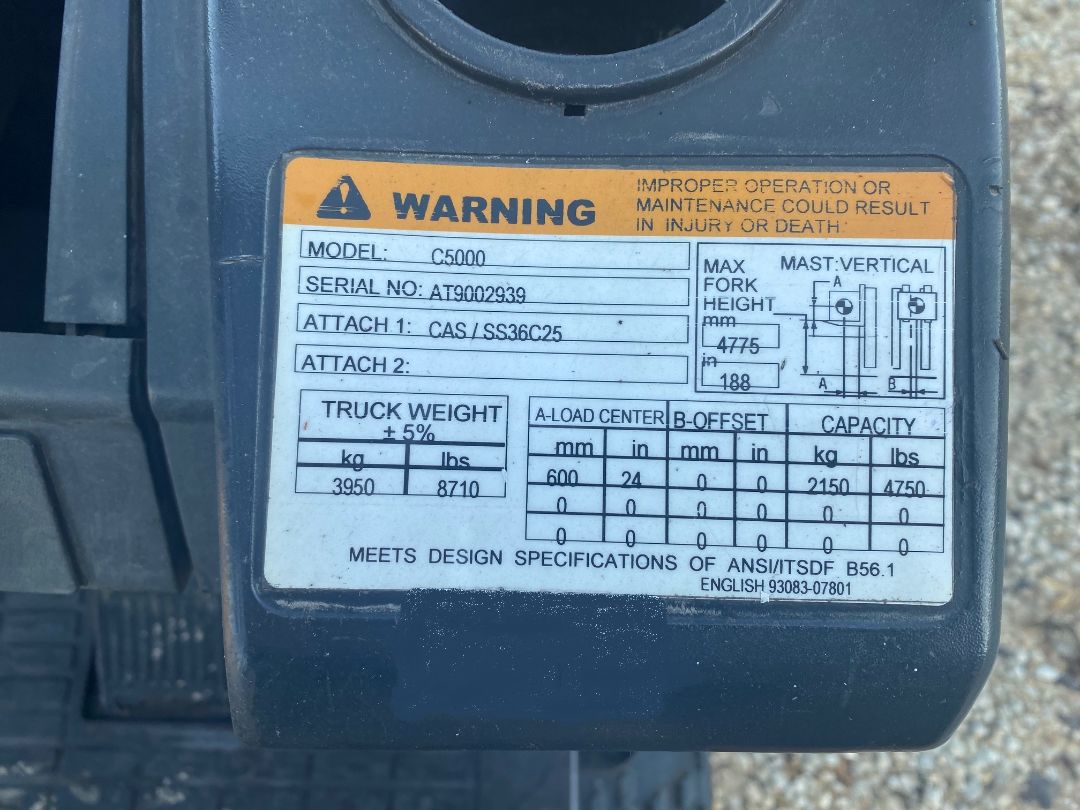 WARNING
IMPROPER OPERATION OR
MAINTENANCE COULD RESULT
IN INJURY OR DEATH
MODEL: C5000
SERIAL NO: AT9002939
ATTACH 1: CAS / SS36C25
ATTACH 2:
MAX FORK HEIGHT
mm
4775
in
188
MAST:VERTICAL
A
A
B
TRUCK WEIGHT
± 5%
kg lbs
3950 8710
A-LOAD CENTER B-OFFSET CAPACITY
mm in mm in kg lbs
600 24 0 0 2150 4750
0 0 0 0 0 0
0 0 0 0 0 0
MEETS DESIGN SPECIFICATIONS OF ANSI/ITSDF B56.1
ENGLISH 93083-07801